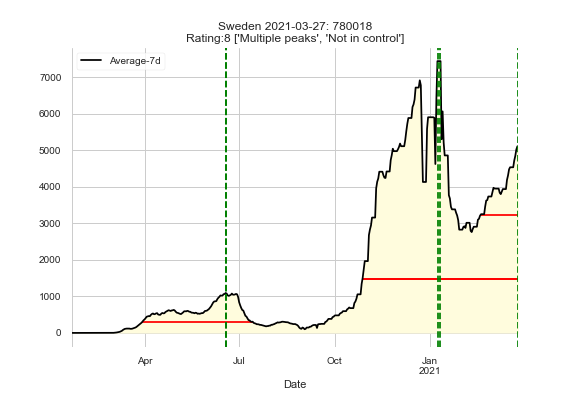 Sweden 2021-03-27: 780018
Rating:8 ['Multiple peaks', 'Not in control']
Average-7d
7000
6000
5000
4000
3000
2000
1000
0
Apr
Jul
Oct
Jan
2021
Date